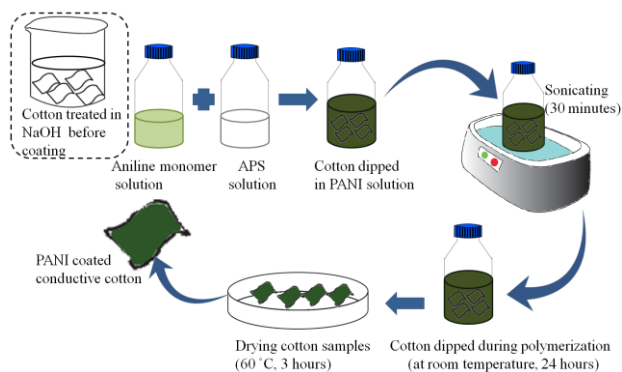 Cotton treated in
NaOH before
coating
Aniline monomer
solution
APS
solution
Cotton dipped
in PANI solution
Sonicating
(30 minutes)
PANI coated
conductive cotton
Drying cotton samples
(60 ˚C, 3 hours)
Cotton dipped during polymerization
(at room temperature, 24 hours)